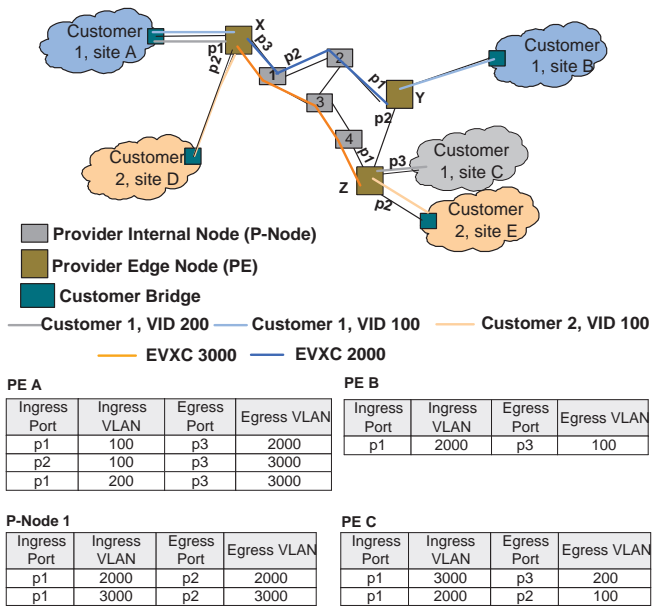 Customer
1, site A
X
p1
p2
p3
p2
1
2
Customer
1, site B
p1
Y
p2
3
4
p1
Customer
2, site D
p3
Customer
1, site C
Z
p2
Customer
2, site E
Provider Internal Node (P-Node)
Provider Edge Node (PE)
Customer Bridge
Customer 1, VID 200 Customer 1, VID 100 Customer 2, VID 100
EVXC 3000 EVXC 2000
PE A
Ingress Port Ingress VLAN Egress Port Egress VLAN
p1 100 p3 2000
p2 100 p3 3000
p1 200 p3 3000
PE B
Ingress Port Ingress VLAN Egress Port Egress VLAN
p1 2000 p3 100
P-Node 1
Ingress Port Ingress VLAN Egress Port Egress VLAN
p1 2000 p2 2000
p1 3000 p2 3000
PE C
Ingress Port Ingress VLAN Egress Port Egress VLAN
p1 3000 p3 200
p1 2000 p2 100